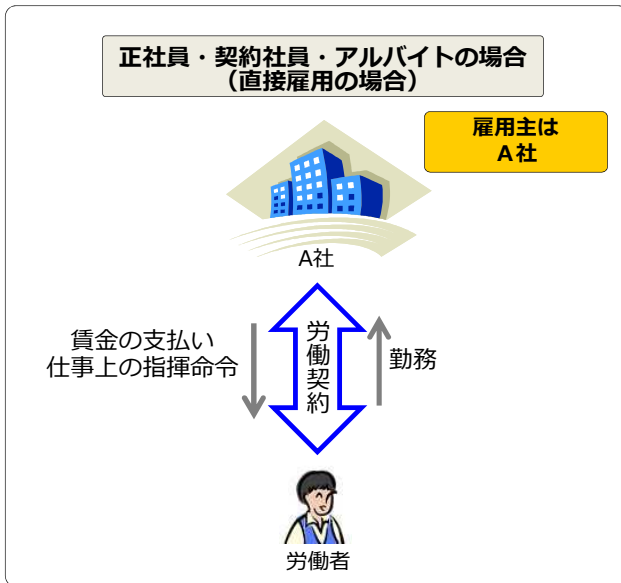 正社員・契約社員・アルバイトの場合
（直接雇用の場合）
雇用主は
A社
A社
賃金の支払い
仕事上の指揮命令
労働契約
勤務
労働者